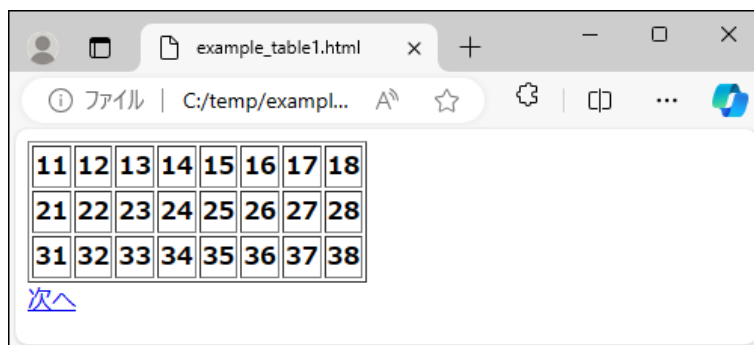 example_table1.html
ファイル C:/temp/exampl...
11 12 13 14 15 16 17 18
21 22 23 24 25 26 27 28
31 32 33 34 35 36 37 38
次へ